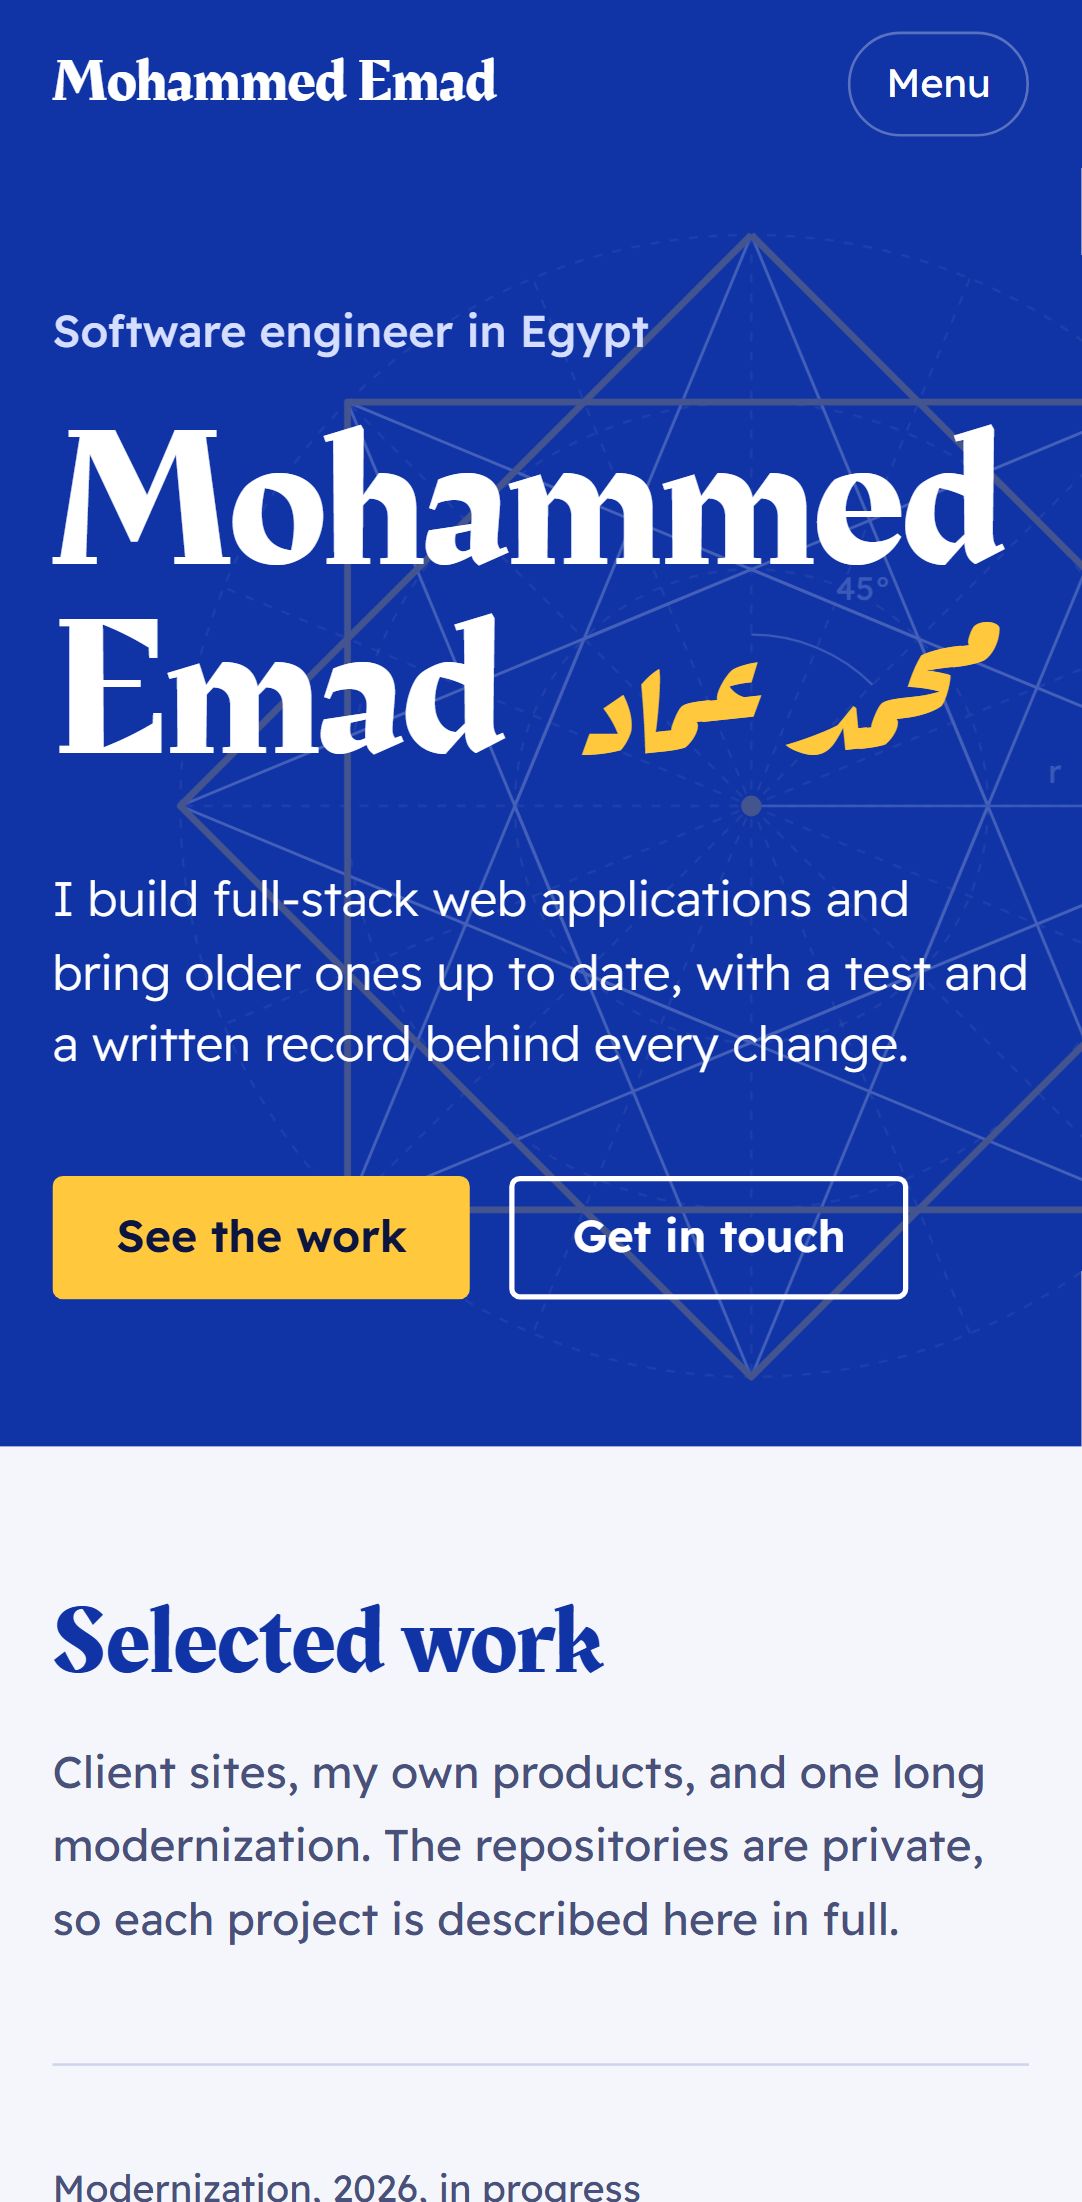 Mohammed Emad
Menu
Software engineer in Egypt
Mohammed
45°
Emad محمد عماد
r
I build full-stack web applications and
bring older ones up to date, with a test and
a written record behind every change.
See the work
Get in touch
Selected work
Client sites, my own products, and one long
modernization. The repositories are private,
so each project is described here in full.
Modernization, 2026, in progress